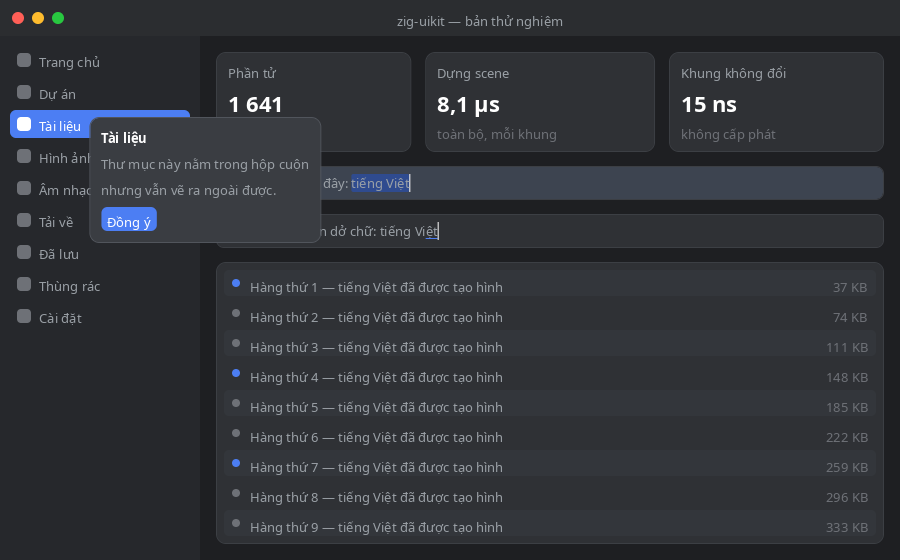 zig-uikit — bản thử nghiệm
Trang chủ
Dự án
Tài liệu
Hình ảnh
Âm nhạc
Tải về
Đã lưu
Thùng rác
Cài đặt
Tài liệu
Thư mục này nằm trong hộp cuộn
nhưng vẫn vẽ ra ngoài được.
Đồng ý
Phần tử
1 641
Dựng scene
8,1 µs
toàn bộ, mỗi khung
Khung không đổi
15 ns
không cấp phát
đây: tiếng Việt
dở chữ: tiếng Việt
Hàng thứ 1 — tiếng Việt đã được tạo hình 37 KB
Hàng thứ 2 — tiếng Việt đã được tạo hình 74 KB
Hàng thứ 3 — tiếng Việt đã được tạo hình 111 KB
Hàng thứ 4 — tiếng Việt đã được tạo hình 148 KB
Hàng thứ 5 — tiếng Việt đã được tạo hình 185 KB
Hàng thứ 6 — tiếng Việt đã được tạo hình 222 KB
Hàng thứ 7 — tiếng Việt đã được tạo hình 259 KB
Hàng thứ 8 — tiếng Việt đã được tạo hình 296 KB
Hàng thứ 9 — tiếng Việt đã được tạo hình 333 KB